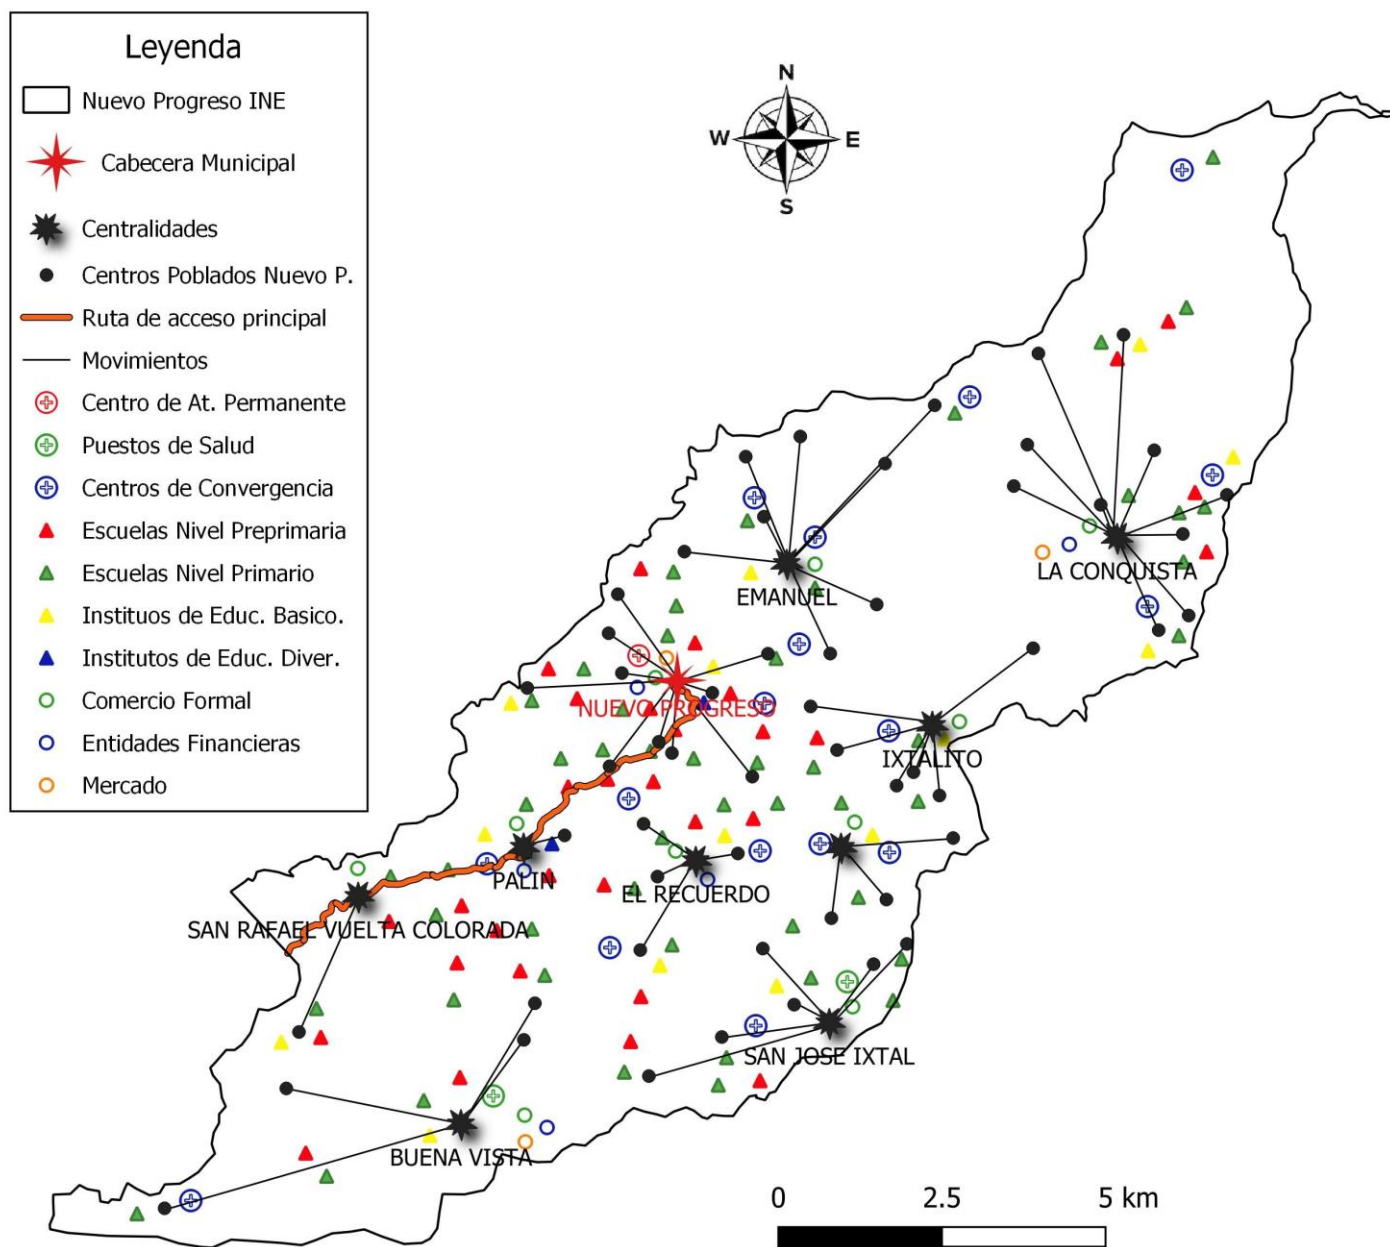 Leyenda
Nuevo Progreso INE
Cabecera Municipal
Centralidades
Centros Poblados Nuevo P.
Ruta de acceso principal
Movimientos
Centro de At. Permanente
Puestos de Salud
Centros de Convergencia
Escuelas Nivel Preprimaria
Escuelas Nivel Primario
Instituos de Educ. Basico.
Institutos de Educ. Diver.
Comercio Formal
Entidades Financieras
Mercado
N
W
E
S
LA CONQUISTA
EMANUEL
NUEVO PROGRESO
IXTALITO
PALIN
EL RECUERDO
SAN RAFAEL VUELTA COLORADA
SAN JOSE IXTAL
BUENA VISTA
0 2.5 5 km